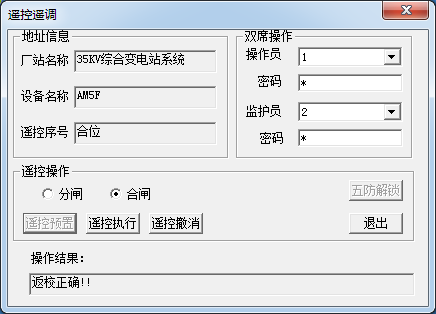 遥控遥调
地址信息
厂站名称 35KV综合变电站系统
设备名称 AM5F
遥控序号 合位
双席操作
操作员 1
密码 *
监护员 2
密码 *
遥控操作
分闸 合闸 五防解锁
遥控预置 遥控执行 遥控撤消 退出
操作结果:
返校正确!!